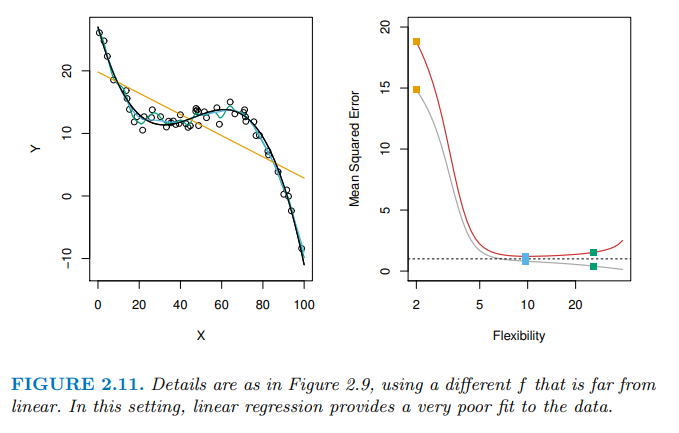 20
10
0
−10
Y
0 20 40 60 80 100
X
20
15
10
5
0
Mean Squared Error
2 5 10 20
Flexibility
FIGURE 2.11. Details are as in Figure 2.9, using a different f that is far from
linear. In this setting, linear regression provides a very poor fit to the data.